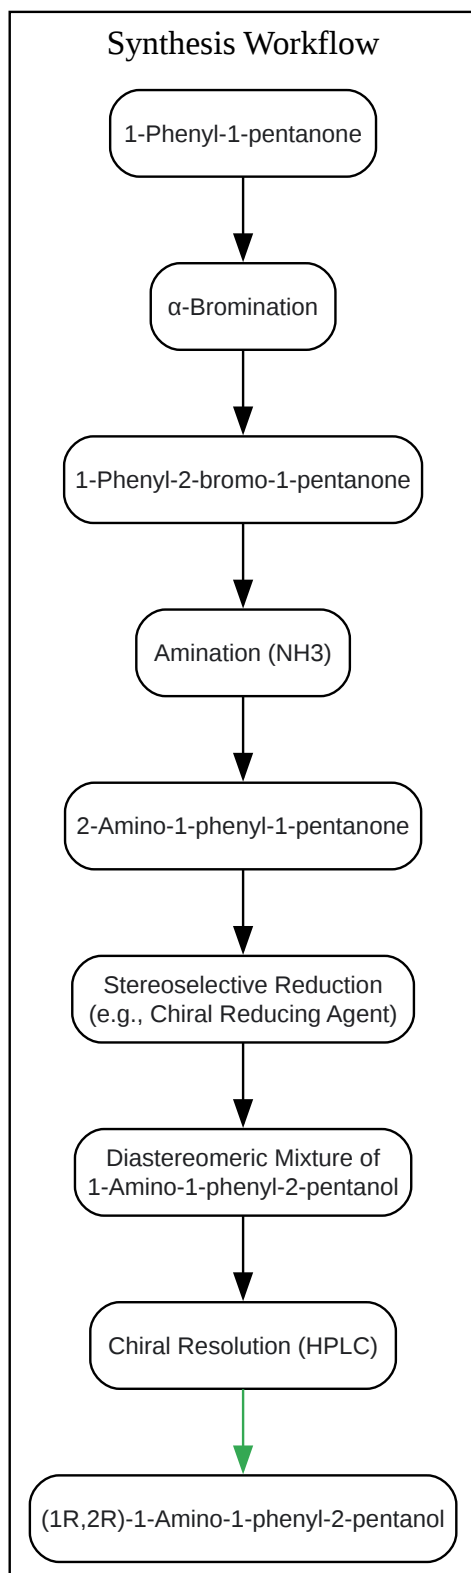 Synthesis Workflow
1-Phenyl-1-pentanone
α-Bromination
1-Phenyl-2-bromo-1-pentanone
Amination (NH3)
2-Amino-1-phenyl-1-pentanone
Stereoselective Reduction
(e.g., Chiral Reducing Agent)
Diastereomeric Mixture of
1-Amino-1-phenyl-2-pentanol
Chiral Resolution (HPLC)
(1R,2R)-1-Amino-1-phenyl-2-pentanol